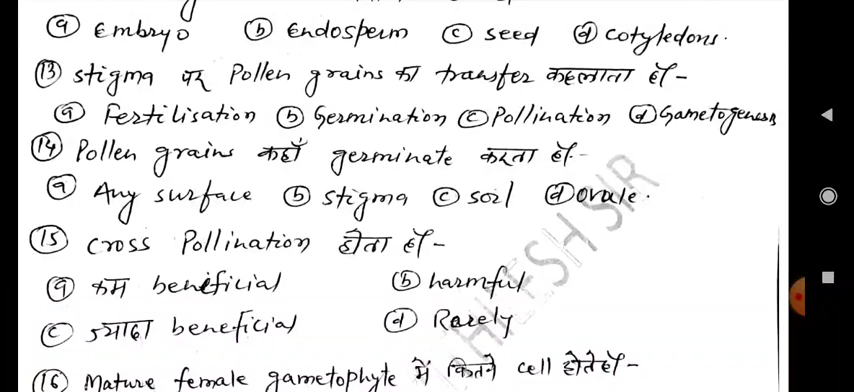 (a) Embryo (b) Endosperm (c) seed (d) cotyledons.
(13) Stigma पर Pollen grains का transfer कहलाता है-
(a) Fertilisation (b) Germination (c) Pollination (d) Gametogenesis
(14) Pollen grains कहाँ germinate करता है-
(a) Any surface (b) stigma (c) soil (d) ovule.
(15) cross Pollination होता है-
(a) कम beneficial (b) harmful
(c) ज्यादा beneficial (d) Rarely
(16) Mature female gametophyte में कितने cell होते है-
SIR